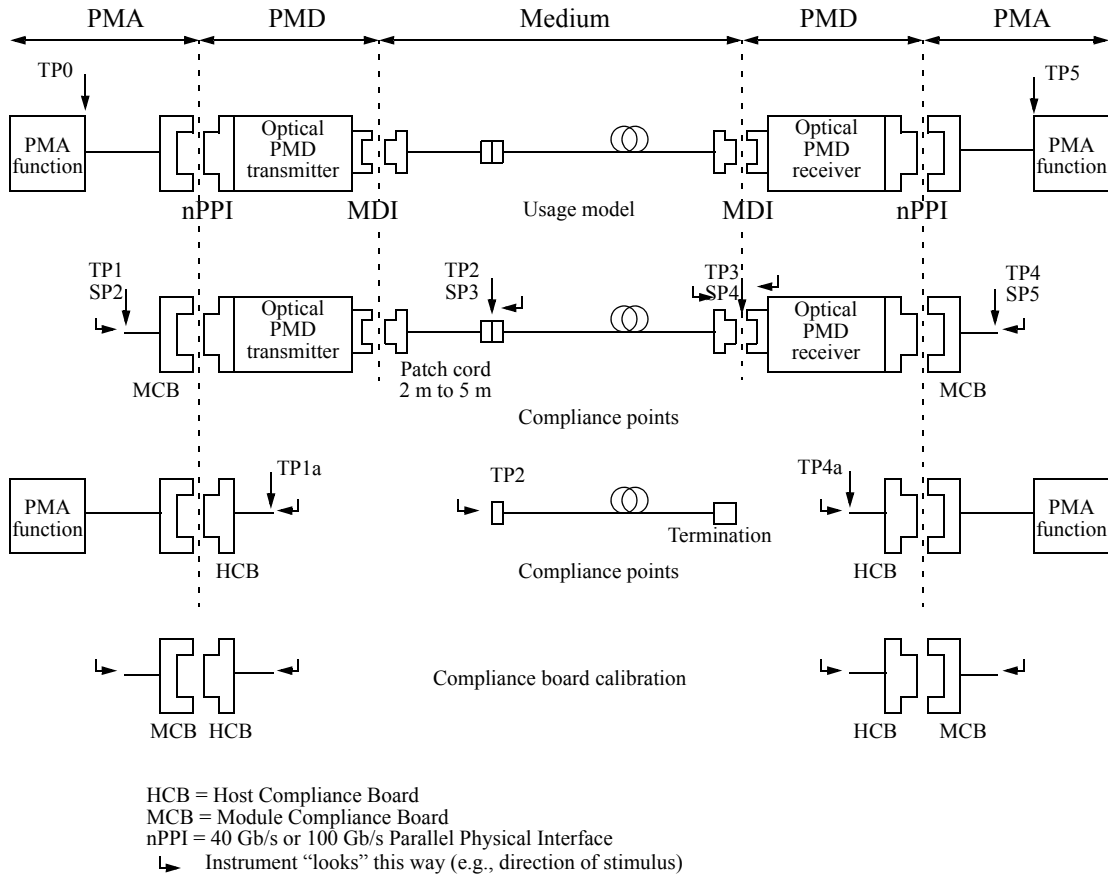 PMA PMD Medium PMD PMA
TP0 TP5
PMA
function
Optical
PMD
transmitter
Optical
PMD
receiver
PMA
function
nPPI MDI Usage model MDI nPPI
TP1
SP2
TP2
SP3
TP3
SP4
TP4
SP5
Optical
PMD
transmitter
Optical
PMD
receiver
MCB
Patch cord
2 m to 5 m
MCB
Compliance points
TP1a TP2 TP4a
PMA
function
PMA
function
Termination
HCB Compliance points HCB
Compliance board calibration
MCB HCB HCB MCB
HCB = Host Compliance Board
MCB = Module Compliance Board
nPPI = 40 Gb/s or 100 Gb/s Parallel Physical Interface
Instrument “looks” this way (e.g., direction of stimulus)